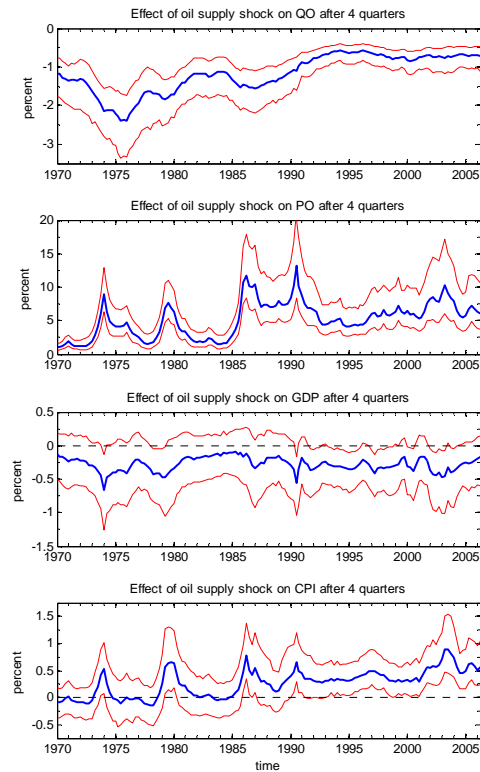 Effect of oil supply shock on QO after 4 quarters
0
-1
-2
-3
percent
1970 1975 1980 1985 1990 1995 2000 2005
Effect of oil supply shock on PO after 4 quarters
20
15
10
5
0
percent
1970 1975 1980 1985 1990 1995 2000 2005
Effect of oil supply shock on GDP after 4 quarters
0.5
0
-0.5
-1
-1.5
percent
1970 1975 1980 1985 1990 1995 2000 2005
Effect of oil supply shock on CPI after 4 quarters
1.5
1
0.5
0
-0.5
percent
1970 1975 1980 1985 1990 1995 2000 2005
time